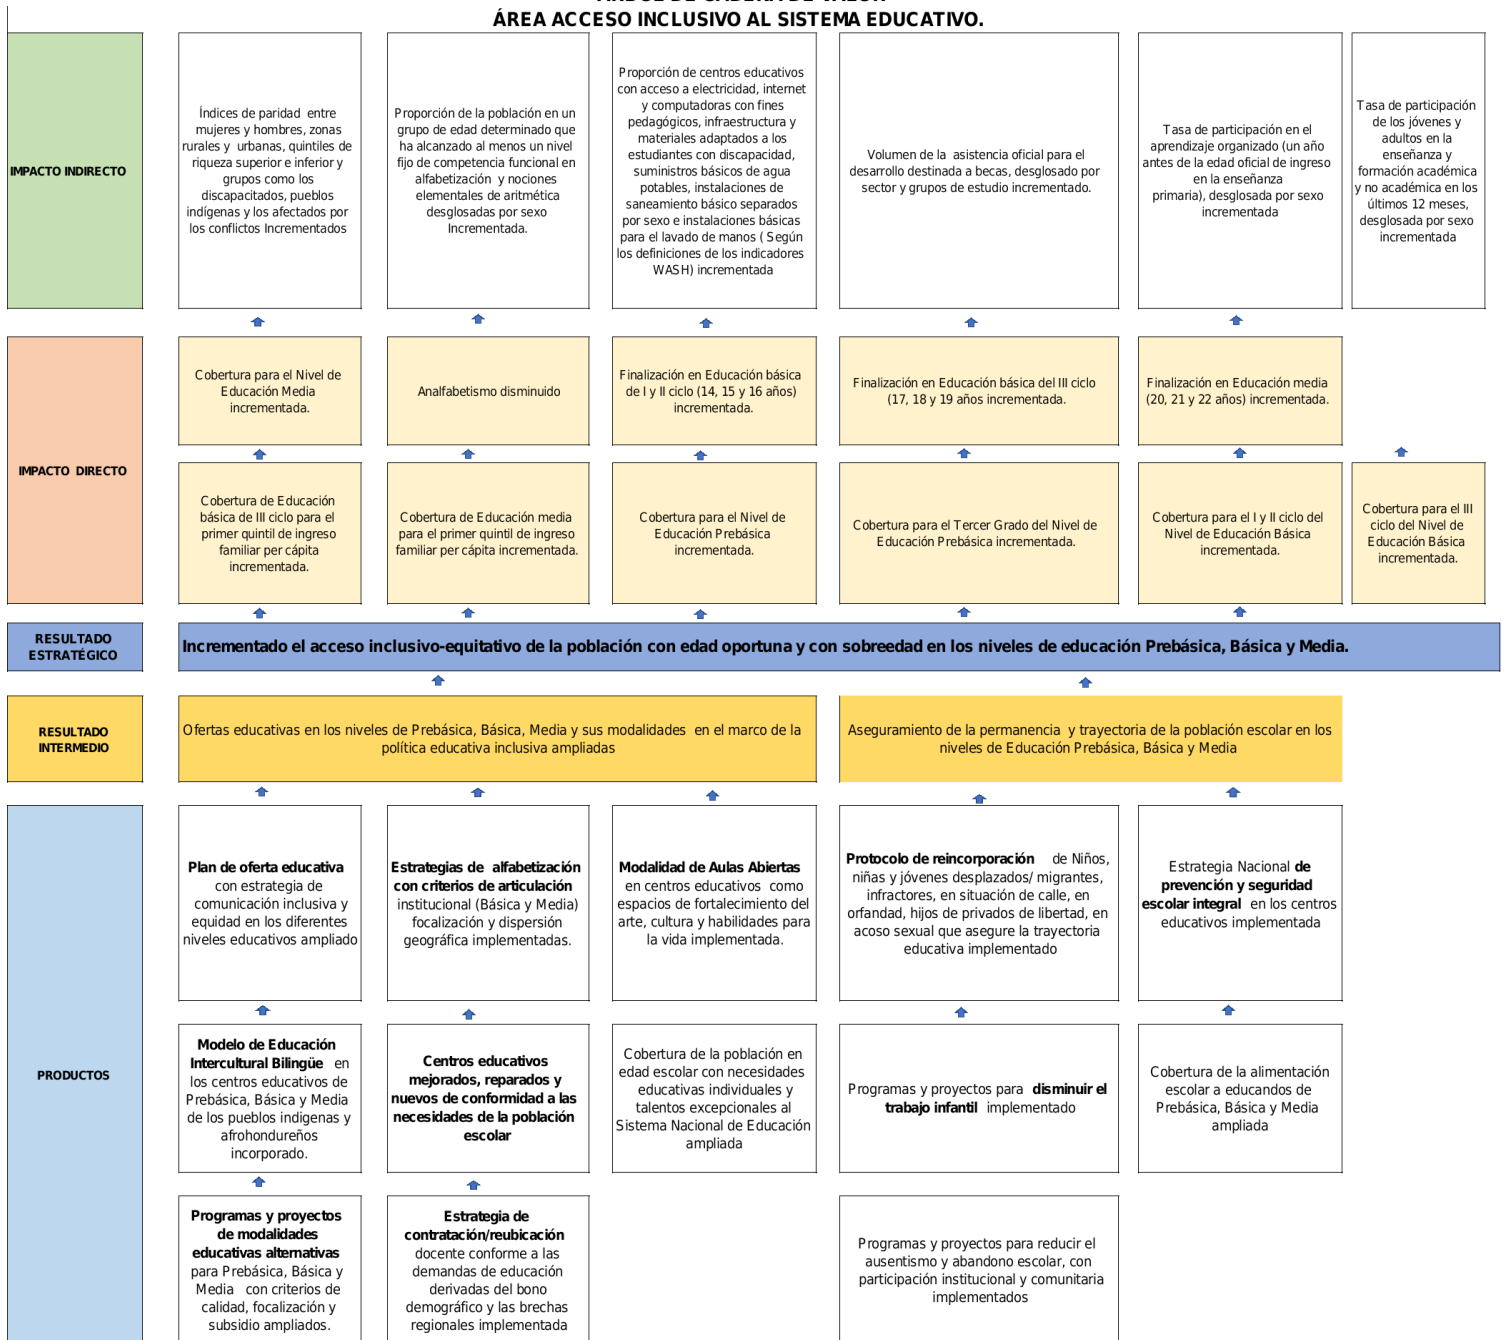 ÁREA ACCESO INCLUSIVO AL SISTEMA EDUCATIVO.
IMPACTO INDIRECTO
Índices de paridad entre
mujeres y hombres, zonas
rurales y urbanas, quintiles de
riqueza superior e inferior y
grupos como los
discapacitados, pueblos
indígenas y los afectados por
los conflictos Incrementados
Proporción de la población en un
grupo de edad determinado que
ha alcanzado al menos un nivel
fijo de competencia funcional en
alfabetización y nociones
elementales de aritmética
desglosadas por sexo
Incrementada.
Proporción de centros educativos
con acceso a electricidad, internet
y computadoras con fines
pedagógicos, infraestructura y
materiales adaptados a los
estudiantes con discapacidad,
suministros básicos de agua
potables, instalaciones de
saneamiento básico separados
por sexo e instalaciones básicas
para el lavado de manos ( Según
los definiciones de los indicadores
WASH) incrementada
Volumen de la asistencia oficial para el
desarrollo destinada a becas, desglosado por
sector y grupos de estudio incrementado.
Tasa de participación en el
aprendizaje organizado (un año
antes de la edad oficial de ingreso
en la enseñanza
primaria), desglosada por sexo
incrementada
Tasa de participación
de los jóvenes y
adultos en la
enseñanza y
formación académica
y no académica en los
últimos 12 meses,
desglosada por sexo
incrementada
IMPACTO DIRECTO
Cobertura para el Nivel de
Educación Media
incrementada.
Analfabetismo disminuido
Finalización en Educación básica
de I y II ciclo (14, 15 y 16 años)
incrementada.
Finalización en Educación básica del III ciclo
(17, 18 y 19 años incrementada.
Finalización en Educación media
(20, 21 y 22 años) incrementada.
Cobertura de Educación
básica de III ciclo para el
primer quintil de ingreso
familiar per cápita
incrementada.
Cobertura de Educación media
para el primer quintil de ingreso
familiar per cápita incrementada.
Cobertura para el Nivel de
Educación Prebásica
incrementada.
Cobertura para el Tercer Grado del Nivel de
Educación Prebásica incrementada.
Cobertura para el I y II ciclo del
Nivel de Educación Básica
incrementada.
Cobertura para el III
ciclo del Nivel de
Educación Básica
incrementada.
RESULTADO
ESTRATÉGICO
Incrementado el acceso inclusivo-equitativo de la población con edad oportuna y con sobreedad en los niveles de educación Prebásica, Básica y Media.
RESULTADO
INTERMEDIO
Ofertas educativas en los niveles de Prebásica, Básica, Media y sus modalidades en el marco de la
política educativa inclusiva ampliadas
Aseguramiento de la permanencia y trayectoria de la población escolar en los
niveles de Educación Prebásica, Básica y Media
PRODUCTOS
Plan de oferta educativa
con estrategia de
comunicación inclusiva y
equidad en los diferentes
niveles educativos ampliado
Estrategias de alfabetización
con criterios de articulación
institucional (Básica y Media)
focalización y dispersión
geográfica implementadas.
Modalidad de Aulas Abiertas
en centros educativos como
espacios de fortalecimiento del
arte, cultura y habilidades para
la vida implementada.
Protocolo de reincorporación de Niños,
niñas y jóvenes desplazados/ migrantes,
infractores, en situación de calle, en
orfandad, hijos de privados de libertad, en
acoso sexual que asegure la trayectoria
educativa implementado
Estrategia Nacional de
prevención y seguridad
escolar integral en los centros
educativos implementada
Modelo de Educación
Intercultural Bilingüe en
los centros educativos de
Prebásica, Básica y Media
de los pueblos indigenas y
afrohondureños
incorporado.
Centros educativos
mejorados, reparados y
nuevos de conformidad a las
necesidades de la población
escolar
Cobertura de la población en
edad escolar con necesidades
educativas individuales y
talentos excepcionales al
Sistema Nacional de Educación
ampliada
Programas y proyectos para disminuir el
trabajo infantil implementado
Cobertura de la alimentación
escolar a educandos de
Prebásica, Básica y Media
ampliada
Programas y proyectos
de modalidades
educativas alternativas
para Prebásica, Básica y
Media con criterios de
calidad, focalización y
subsidio ampliados.
Estrategia de
contratación/reubicación
docente conforme a las
demandas de educación
derivadas del bono
demográfico y las brechas
regionales implementada
Programas y proyectos para reducir el
ausentismo y abandono escolar, con
participación institucional y comunitaria
implementados